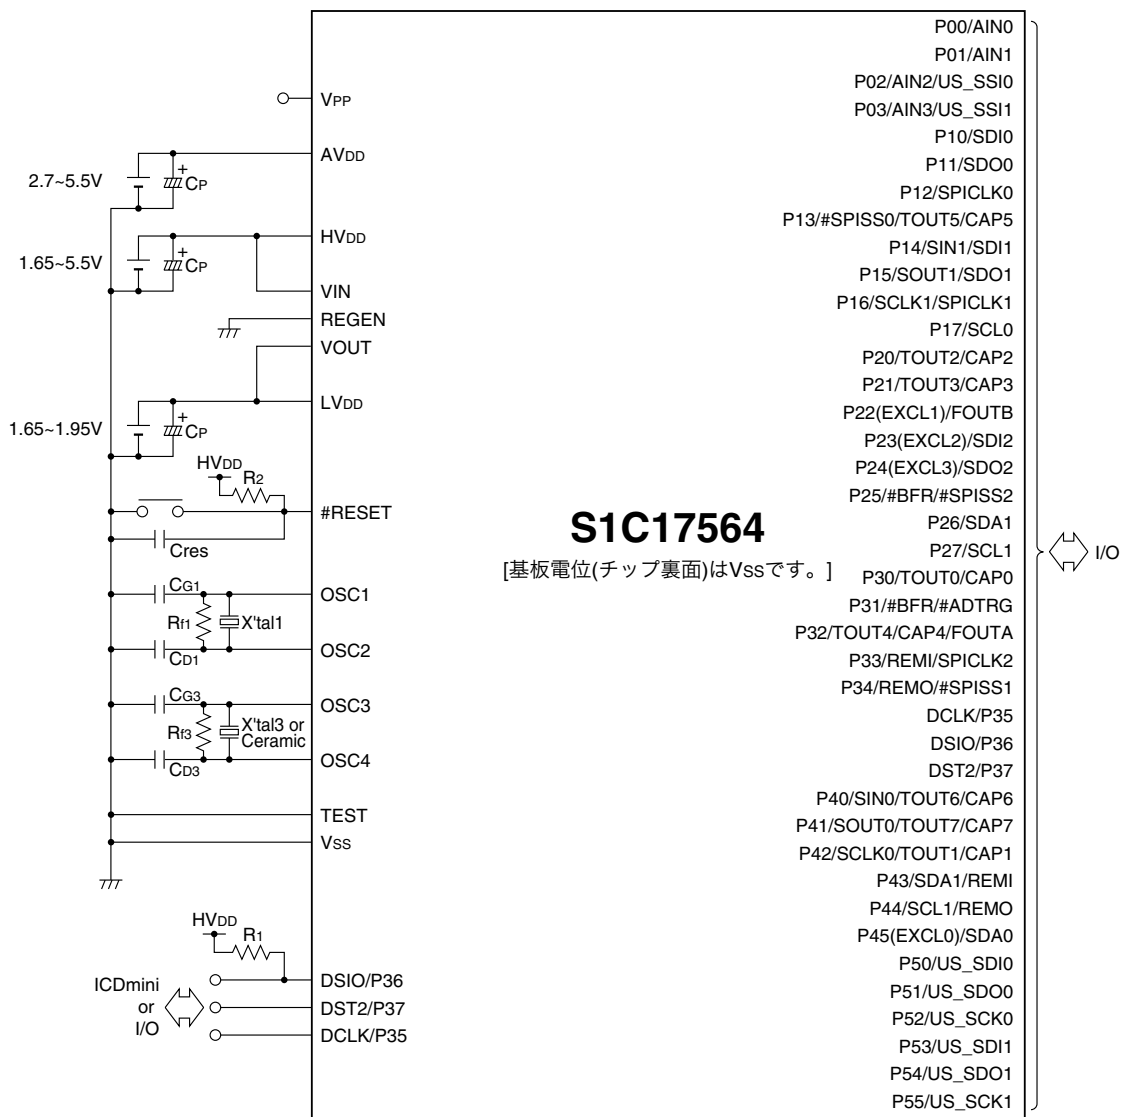 VPP
AVDD
+
CP
2.7~5.5V
HVDD
+
CP
1.65~5.5V
VIN
REGEN
VOUT
LVDD
+
CP
1.65~1.95V
HVDD
R2
#RESET
Cres
CG1
OSC1
Rf1
X'tal1
OSC2
CD1
CG3
OSC3
Rf3
X'tal3 or
Ceramic
OSC4
CD3
TEST
VSS
HVDD
R1
ICDmini
or
I/O
DSIO/P36
DST2/P37
DCLK/P35
S1C17564
[基板電位(チップ裏面)はVSSです。]
P00/AIN0
P01/AIN1
P02/AIN2/US_SSI0
P03/AIN3/US_SSI1
P10/SDI0
P11/SDO0
P12/SPICLK0
P13/#SPISS0/TOUT5/CAP5
P14/SIN1/SDI1
P15/SOUT1/SDO1
P16/SCLK1/SPICLK1
P17/SCL0
P20/TOUT2/CAP2
P21/TOUT3/CAP3
P22(EXCL1)/FOUTB
P23(EXCL2)/SDI2
P24(EXCL3)/SDO2
P25/#BFR/#SPISS2
P26/SDA1
P27/SCL1
P30/TOUT0/CAP0
P31/#BFR/#ADTRG
P32/TOUT4/CAP4/FOUTA
P33/REMI/SPICLK2
P34/REMO/#SPISS1
DCLK/P35
DSIO/P36
DST2/P37
P40/SIN0/TOUT6/CAP6
P41/SOUT0/TOUT7/CAP7
P42/SCLK0/TOUT1/CAP1
P43/SDA1/REMI
P44/SCL1/REMO
P45(EXCL0)/SDA0
P50/US_SDI0
P51/US_SDO0
P52/US_SCK0
P53/US_SDI1
P54/US_SDO1
P55/US_SCK1
I/O